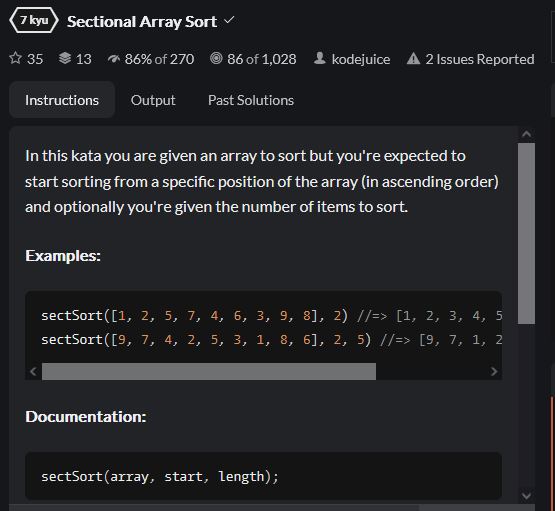 7 kyu Sectional Array Sort
35 13 86% of 270 86 of 1,028 kodejuice 2 Issues Reported
Instructions Output Past Solutions
In this kata you are given an array to sort but you're expected to
start sorting from a specific position of the array (in ascending order)
and optionally you're given the number of items to sort.
Examples:
sectSort([1, 2, 5, 7, 4, 6, 3, 9, 8], 2) //=> [1, 2, 3, 4, 5
sectSort([9, 7, 4, 2, 5, 3, 1, 8, 6], 2, 5) //=> [9, 7, 1, 2
Documentation:
sectSort(array, start, length);